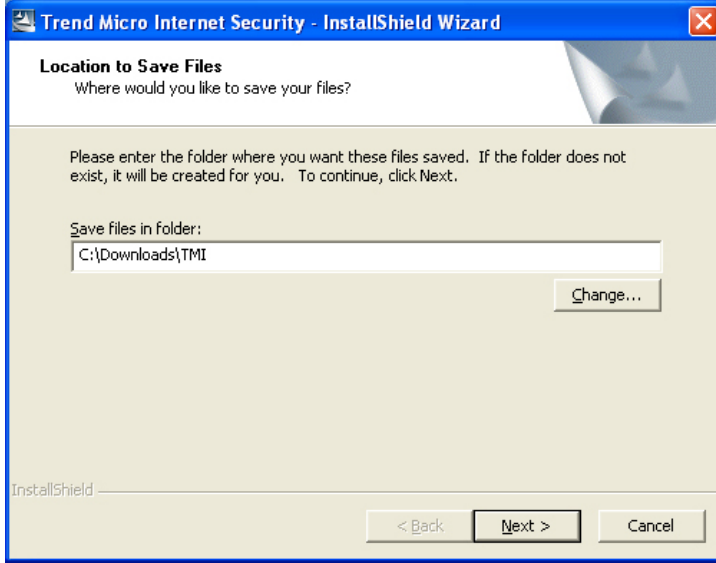 Trend Micro Internet Security - InstallShield Wizard
Location to Save Files
Where would you like to save your files?
Please enter the folder where you want these files saved.  If the folder does not
exist, it will be created for you.   To continue, click Next.
Save files in folder:
C:\Downloads\TMI
Change...
InstallShield
< Back
Next >
Cancel